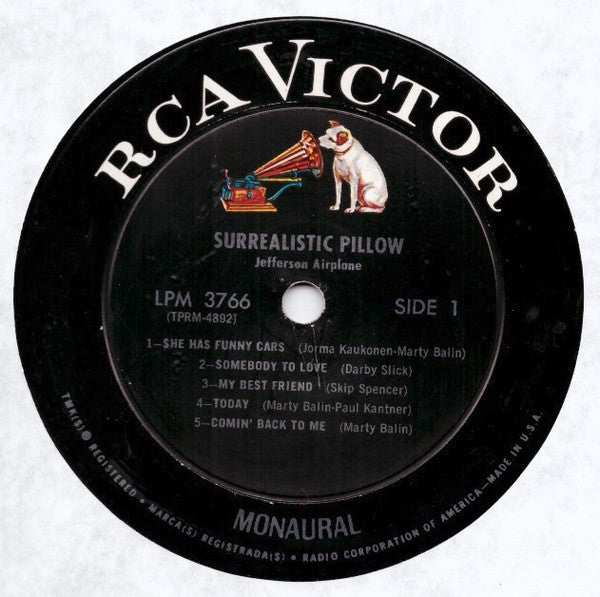 RCA VICTOR
SURREALISTIC PILLOW
Jefferson Airplane
LPM 3766
(TPRM-4892)
SIDE 1
1—SHE HAS FUNNY CARS (Jorma Kaukonen-Marty Balin)
2—SOMEBODY TO LOVE (Darby Slick)
3—MY BEST FRIEND (Skip Spencer)
4—TODAY (Marty Balin-Paul Kantner)
5—COMIN' BACK TO ME (Marty Balin)
MONAURAL
TMK(S) ® REGISTERED • MARCA(S) REGISTRADA(S) • RADIO CORPORATION OF AMERICA—MADE IN U.S.A.